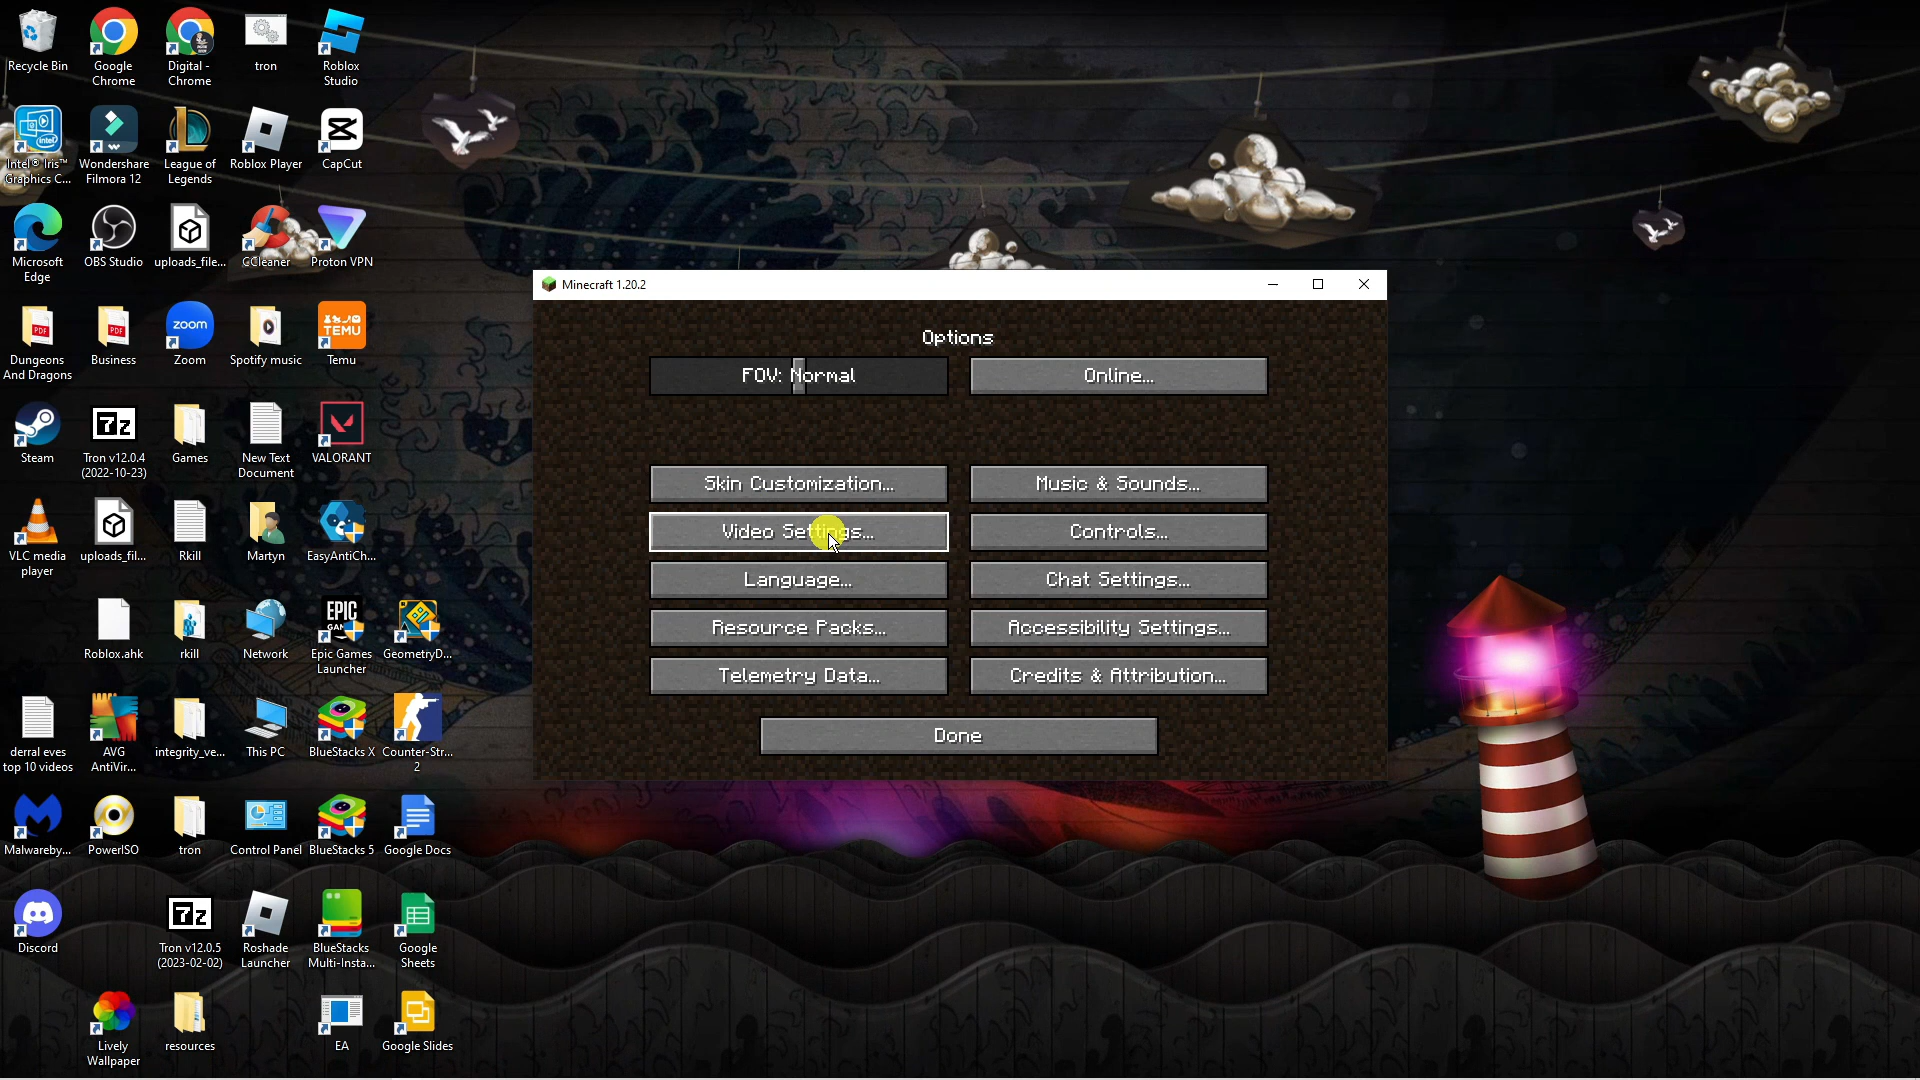 Recycle Bin
Google
Chrome
Digital -
Chrome
tron
Roblox
Studio
Intel® Iris™
Graphics C...
Wondershare
Filmora 12
League of
Legends
Roblox Player
CapCut
Microsoft
Edge
OBS Studio
uploads_file...
CCleaner
Proton VPN
Minecraft 1.20.2
Options
FOV: Normal
Online...
Skin Customization...
Music & Sounds...
Video Settings...
Controls...
Language...
Chat Settings...
Resource Packs...
Accessibility Settings...
Telemetry Data...
Credits & Attribution...
Done
PDF
Dungeons
And Dragons
PDF
Business
zoom
Zoom
Spotify music
TEMU
Temu
Steam
7z
Tron v12.0.4
(2022-10-23)
Games
New Text
Document
VALORANT
VLC media
player
uploads_fil...
Rkill
Martyn
EasyAntiCh...
Roblox.ahk
rkill
Network
EPIC
GAMES
Epic Games
Launcher
GeometryD...
derral eves
top 10 videos
AVG
AntiVir...
integrity_ve...
This PC
BlueStacks X
Counter-Str...
2
Malwareby...
PowerISO
tron
Control Panel
BlueStacks 5
Google Docs
Discord
7z
Tron v12.0.5
(2023-02-02)
Roshade
Launcher
BlueStacks
Multi-Insta...
Google
Sheets
Lively
Wallpaper
resources
EA
Google Slides